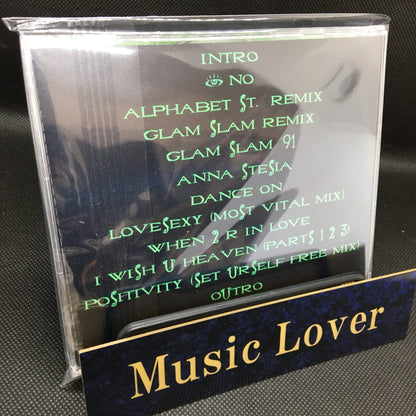 INTRO
👁 NO
ALPHABET ST. REMIX
GLAM SLAM REMIX
GLAM SLAM 91
ANNA STESIA
DANCE ON
LOVESEXY (MOST VITAL MIX)
WHEN 2 R IN LOVE
I WISH U HEAVEN (PARTS 1 2 3)
POSITIVITY (SET URSELF FREE MIX)
OUTRO
Music Lover